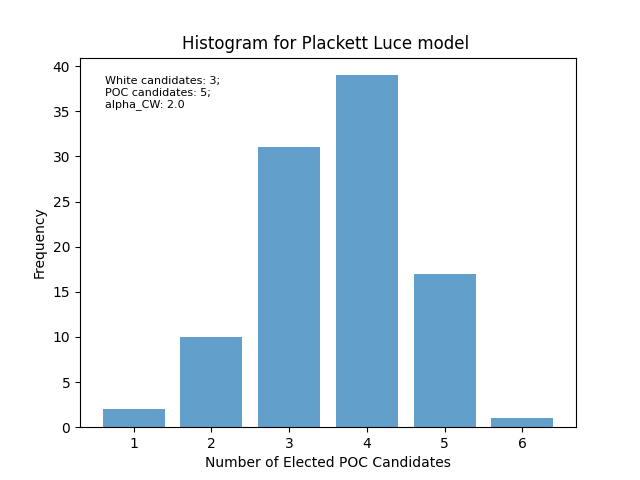 Histogram for Plackett Luce model
White candidates: 3;
POC candidates: 5;
alpha_CW: 2.0
Frequency
40
35
30
25
20
15
10
5
0
1 2 3 4 5 6
Number of Elected POC Candidates